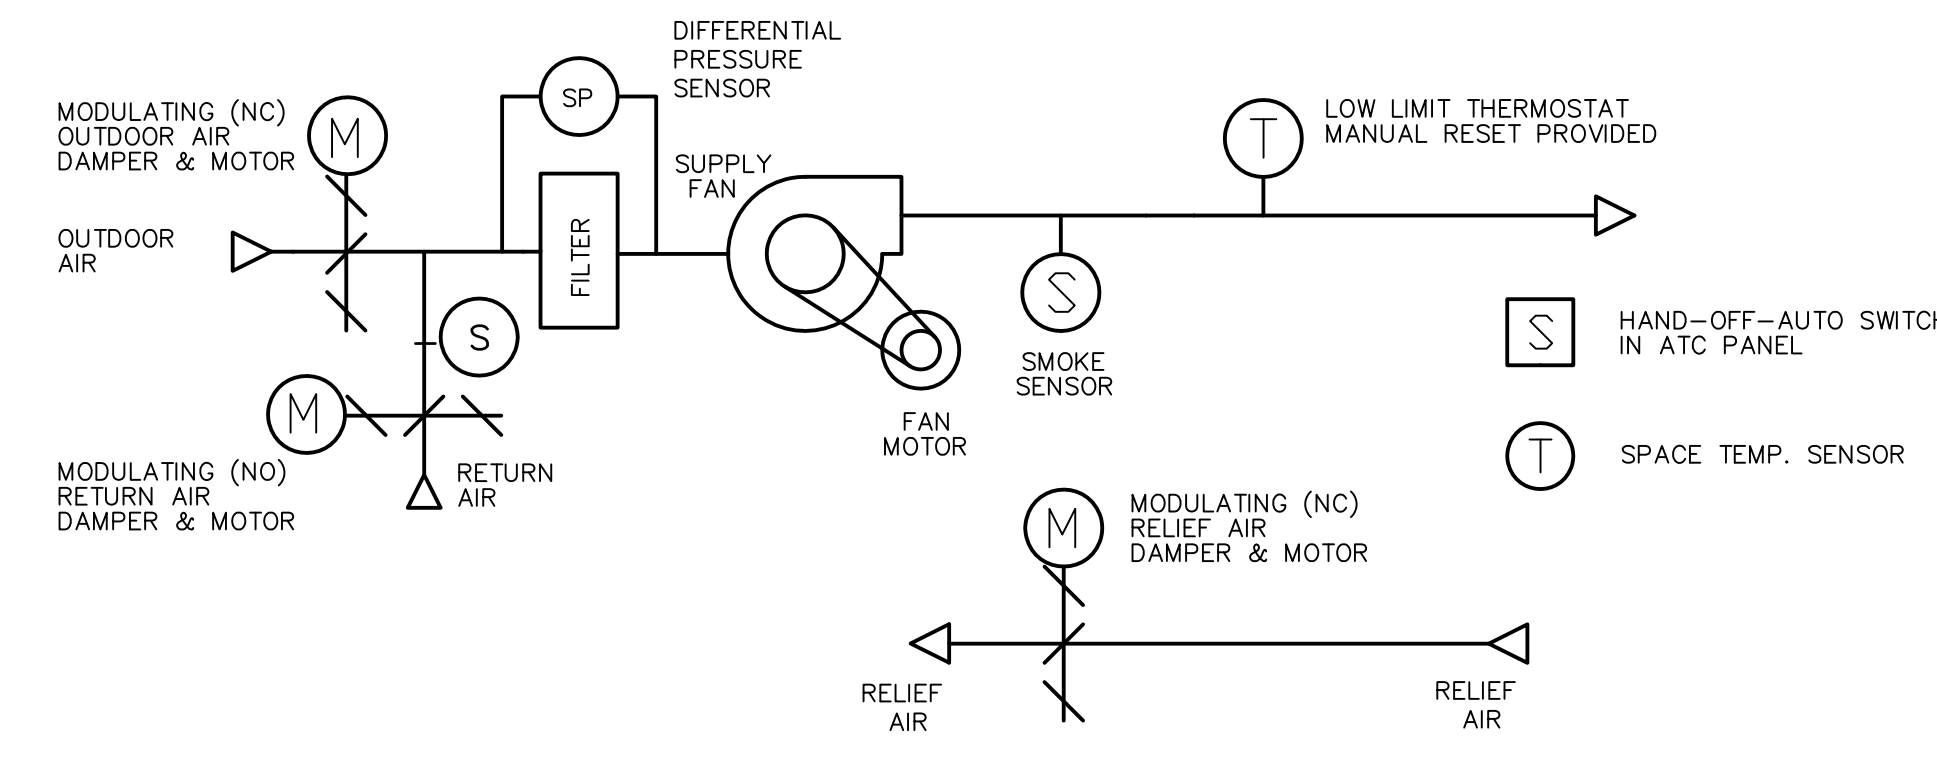 DIFFERENTIAL
PRESSURE
SENSOR
SP
MODULATING (NC)
OUTDOOR AIR
DAMPER & MOTOR
M
LOW LIMIT THERMOSTAT
MANUAL RESET PROVIDED
T
SUPPLY
FAN
OUTDOOR
AIR
FILTER
S
SMOKE
SENSOR
S
HAND-OFF-AUTO
IN ATC PANEL
S
M
FAN
MOTOR
T
SPACE TEMP. SENSOR
MODULATING (NO)
RETURN AIR
DAMPER & MOTOR
RETURN
AIR
M
MODULATING (NC)
RELIEF AIR
DAMPER & MOTOR
RELIEF
AIR
RELIEF
AIR